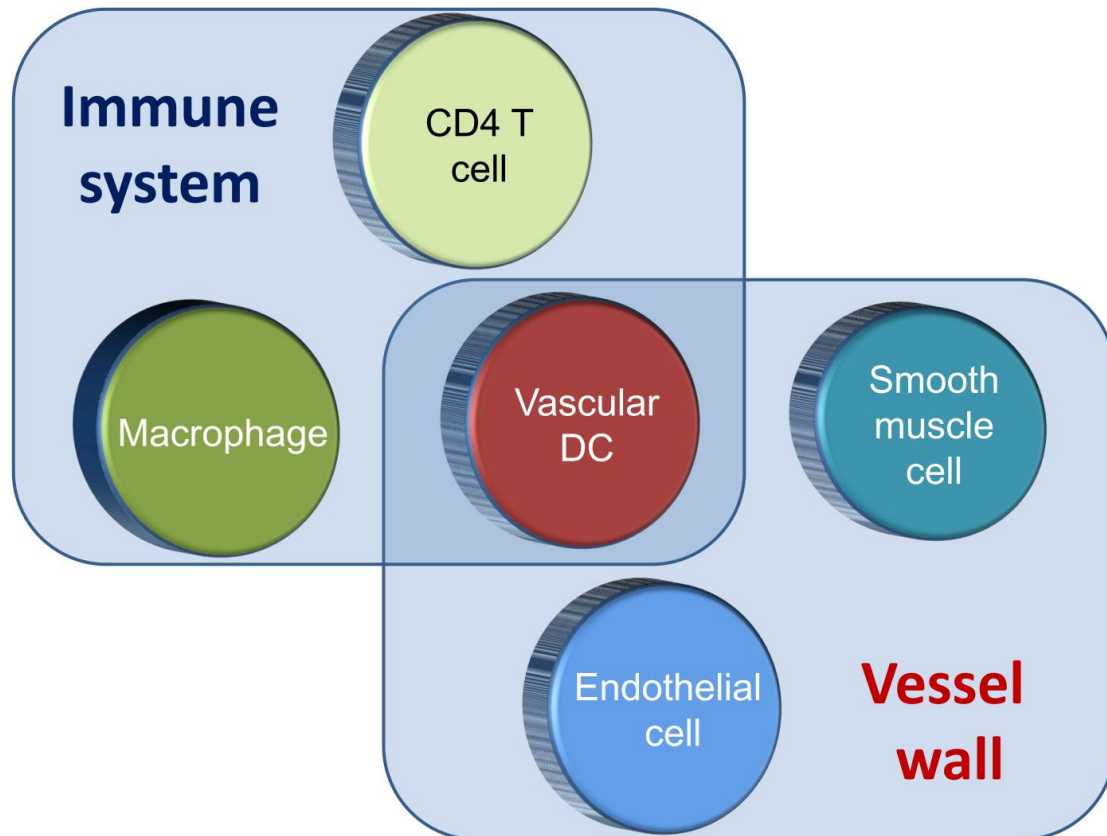 Immune
system
CD4 T
cell
Macrophage
Vascular
DC
Smooth
muscle
cell
Endothelial
cell
Vessel
wall